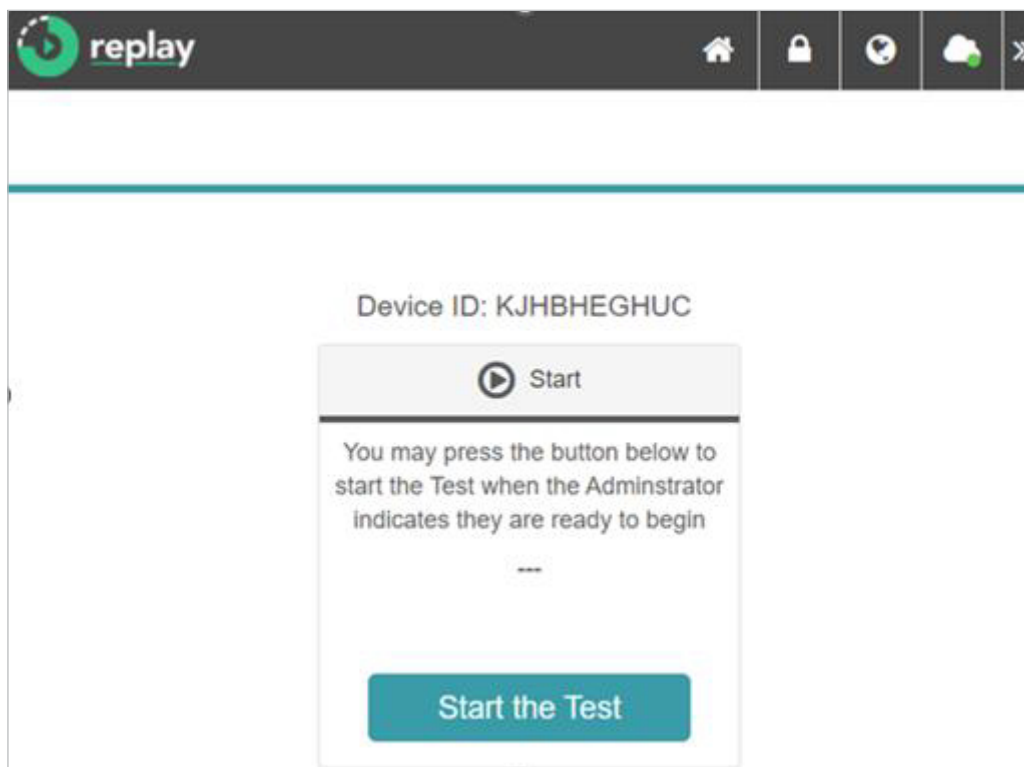 replay
Device ID: KJHBHEGHUC
Start
You may press the button below to
start the Test when the Adminstrator
indicates they are ready to begin
---
Start the Test